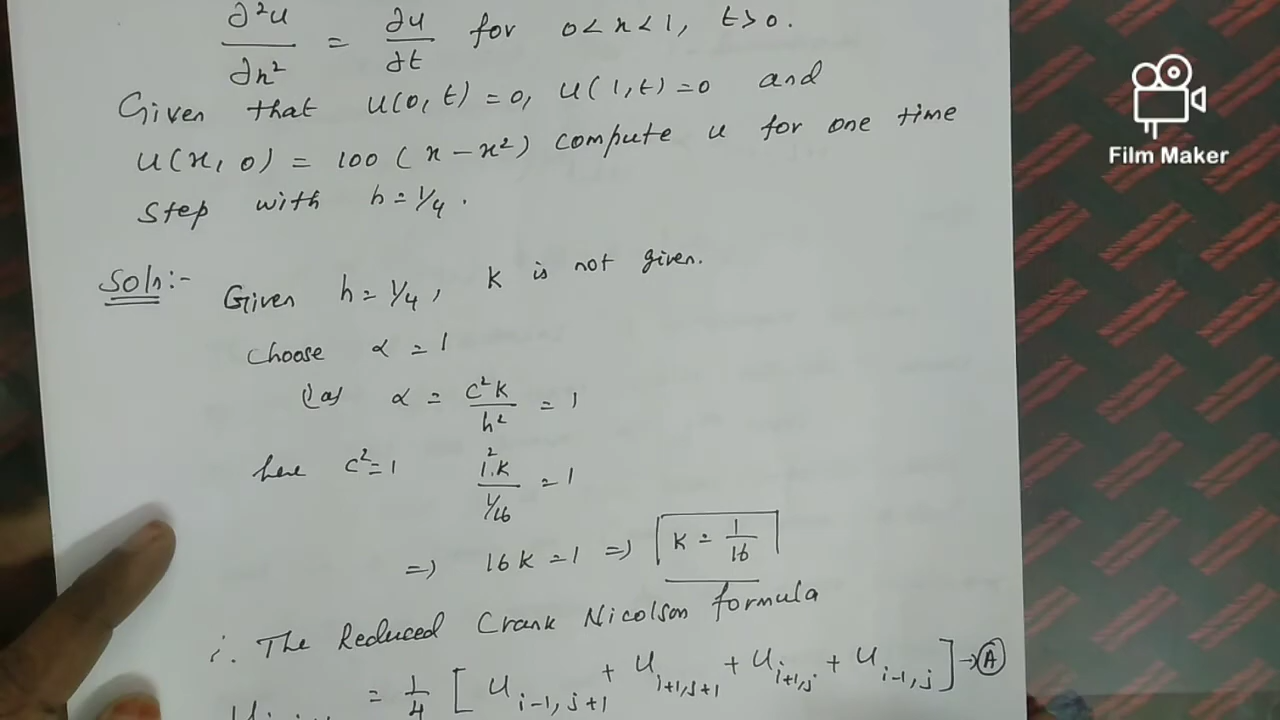 ∂²u/∂x² = ∂u/∂t for 0<x<1, t>0.
Given that u(0,t)=0, u(1,t)=0 and
u(x,0) = 100(x-x²) compute u for one time
step with h=1/4.
Soln:- Given h=1/4, k is not given.
Choose α=1
α = c²k/h² = 1
here c²=1 1².k/(1/16) = 1
=> 16k=1 => k = 1/16
∴ The Reduced Crank Nicolson formula
= 1/4 [u_{i-1,j+1} + u_{i+1,j+1} + u_{i+1,j} + u_{i-1,j}] → (A)
Film Maker